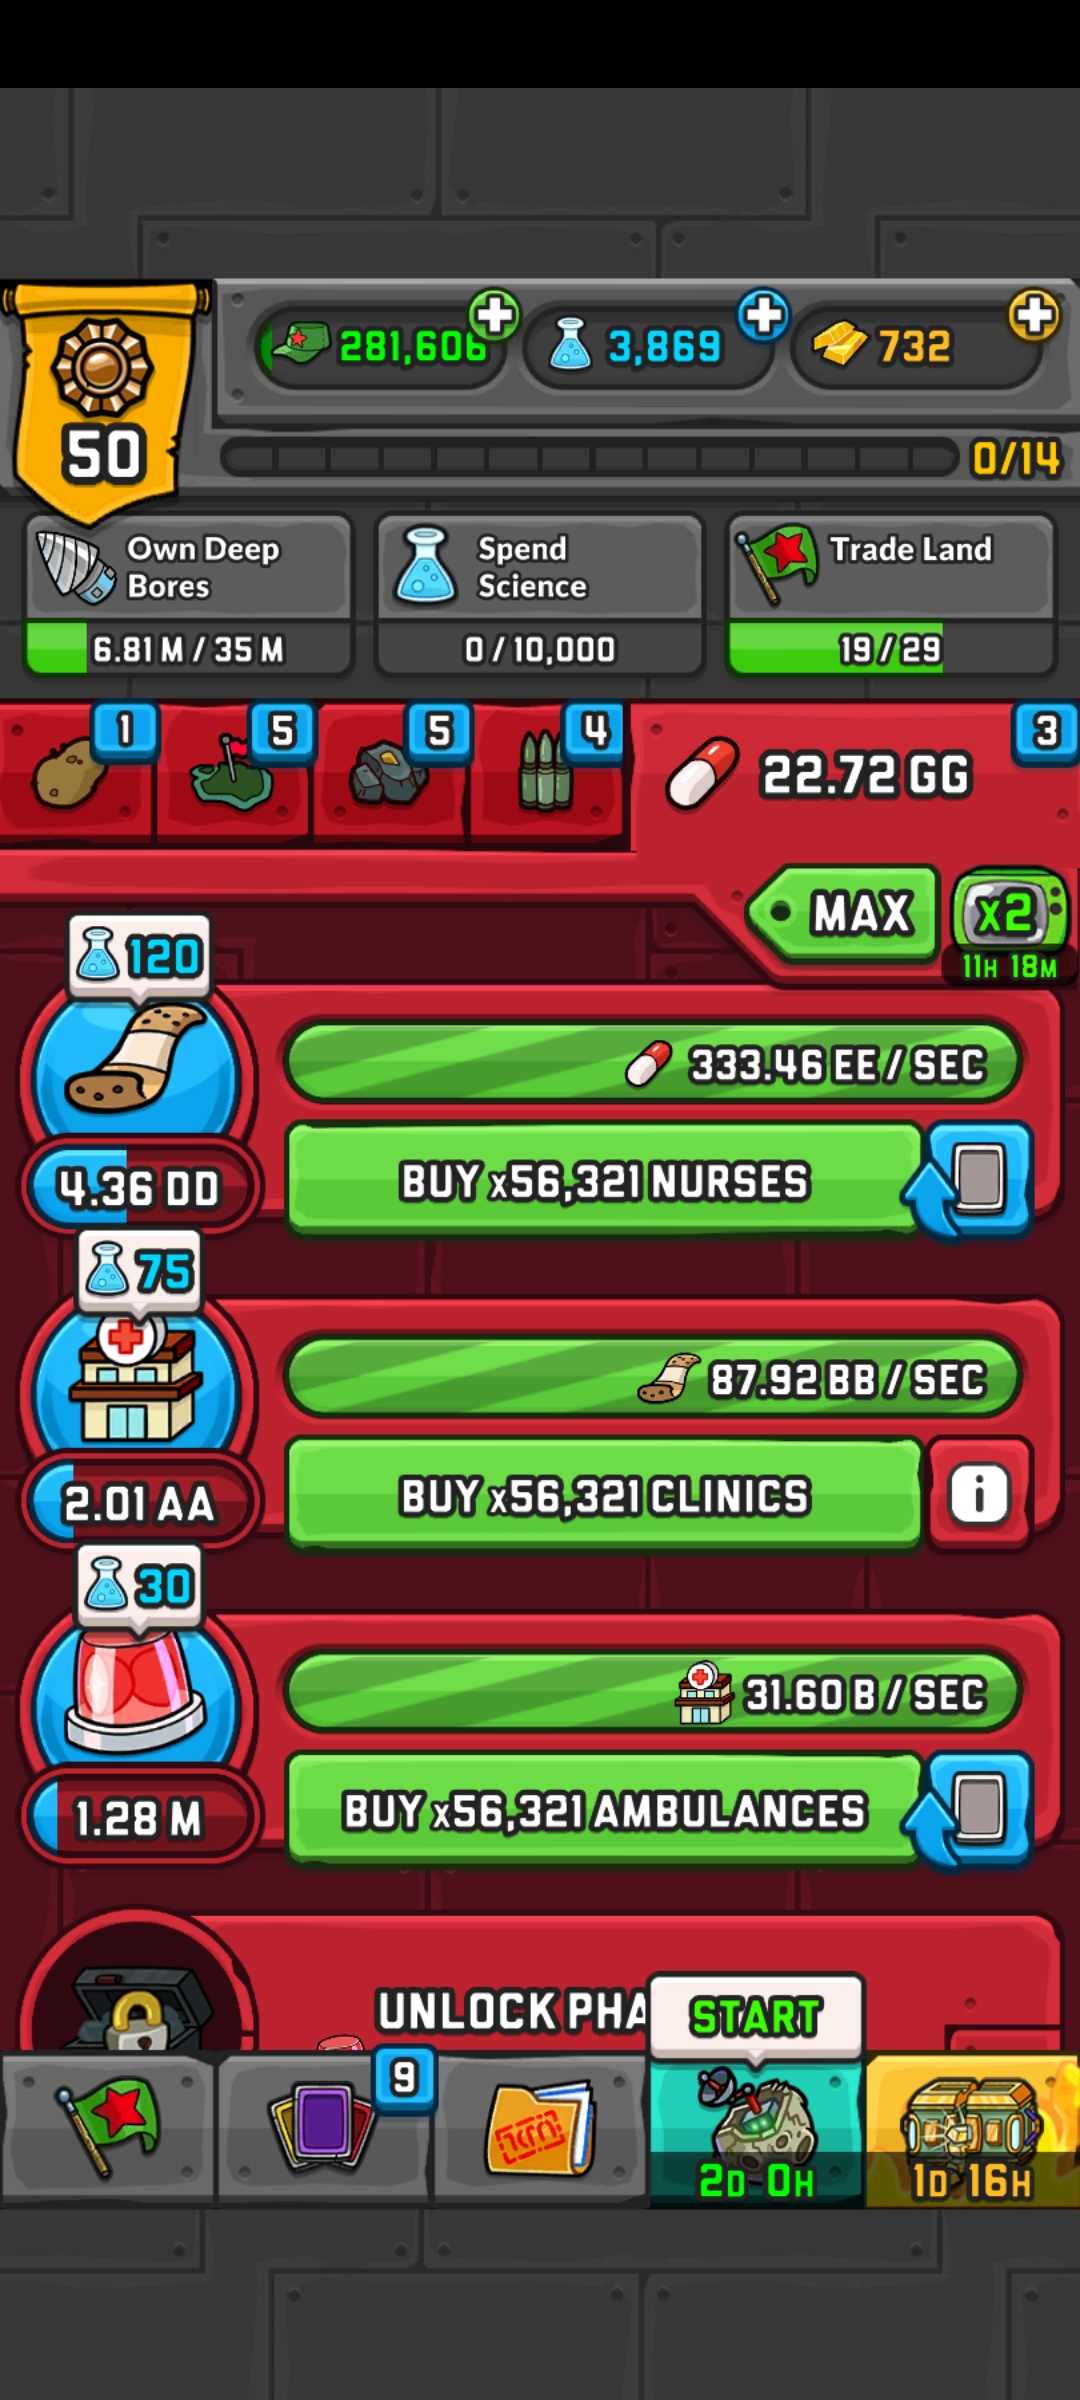 281,606
3,869
732
50
0/14
Own Deep
Bores
6.81 M / 35 M
Spend
Science
0 / 10,000
Trade Land
19 / 29
1
5
5
4
3
22.72 GG
MAX
x2
11H 18M
120
333.46 EE / SEC
4.36 DD
BUY x56,321 NURSES
75
87.92 BB / SEC
2.01 AA
BUY x56,321 CLINICS
i
30
31.60 B / SEC
1.28 M
BUY x56,321 AMBULANCES
UNLOCK PHA
START
9
2D 0H
1D 16H